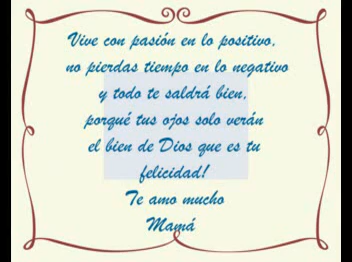 Vive con pasión en lo positivo,
no pierdas tiempo en lo negativo
y todo te saldrá bien,
porqué tus ojos solo verán
el bien de Dios que es tu
felicidad!
Te amo mucho
Mamá